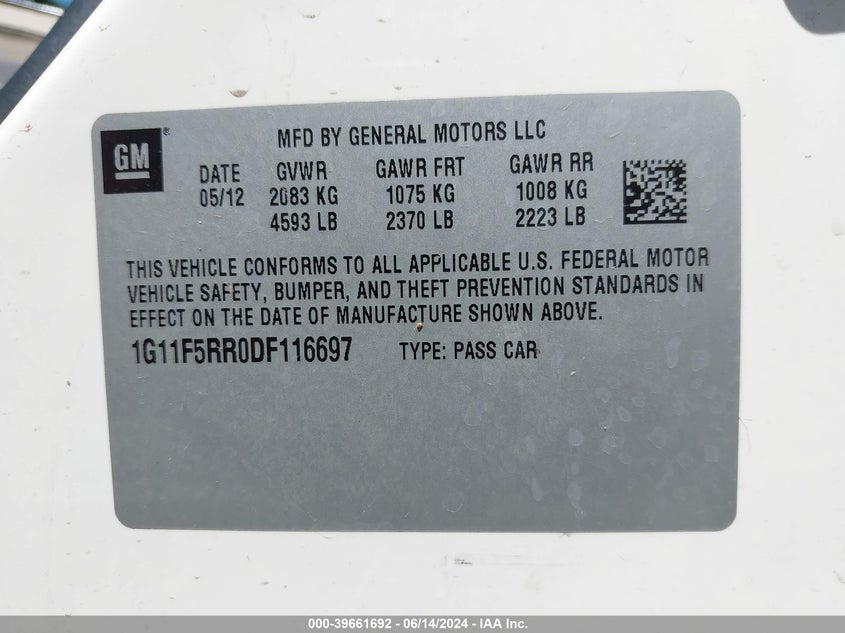 GM®
MFD BY GENERAL MOTORS LLC
DATE GVWR GAWR FRT GAWR RR
05/12 2083 KG 1075 KG 1008 KG
4593 LB 2370 LB 2223 LB
THIS VEHICLE CONFORMS TO ALL APPLICABLE U.S. FEDERAL MOTOR
VEHICLE SAFETY, BUMPER, AND THEFT PREVENTION STANDARDS IN
EFFECT ON THE DATE OF MANUFACTURE SHOWN ABOVE.
1G11F5RR0DF116697 TYPE: PASS CAR
000-39661692 - 06/14/2024 - IAA Inc.